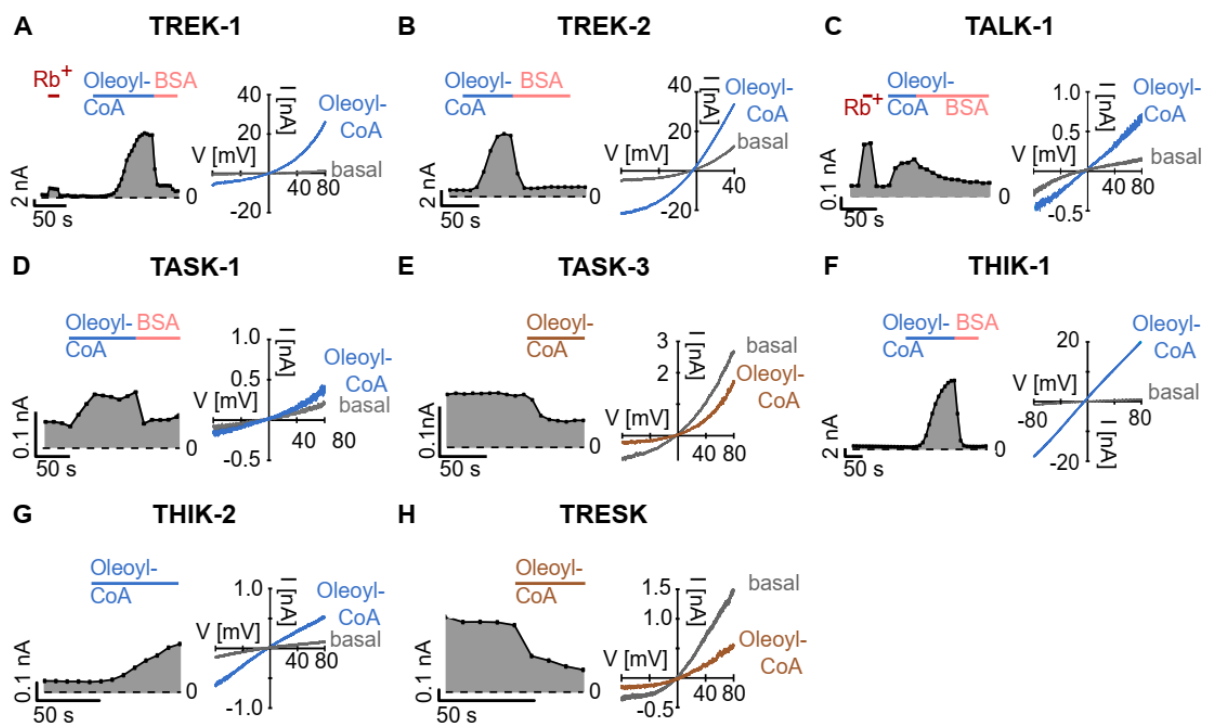 A TREK-1
Rb+ Oleoyl-CoA BSA
2 nA
50 s
0
I [nA]
40
20
-20
V [mV]
40 80
Oleoyl-CoA
basal
B TREK-2
Oleoyl-CoA BSA
2 nA
50 s
0
I [nA]
40
20
-20
V [mV]
40
Oleoyl-CoA
basal
C TALK-1
Rb+ Oleoyl-CoA BSA
0.1 nA
50 s
0
I [nA]
1.0
0.5
-0.5
V [mV]
40 80
Oleoyl-CoA
basal
D TASK-1
Oleoyl-CoA BSA
0.1 nA
50 s
0
I [nA]
1.0
0.5
-0.5
V [mV]
40 80
Oleoyl-CoA
basal
E TASK-3
Oleoyl-CoA
0.1nA
50 s
0
I [nA]
3
2
V [mV]
40 80
basal
Oleoyl-CoA
F THIK-1
Oleoyl-CoA BSA
2 nA
50 s
0
I [nA]
20
-20
V [mV]
-80 80
Oleoyl-CoA
basal
G THIK-2
Oleoyl-CoA
0.1 nA
50 s
0
I [nA]
1.0
-1.0
V [mV]
40 80
Oleoyl-CoA
basal
H TRESK
Oleoyl-CoA
0.1 nA
50 s
0
I [nA]
1.5
1.0
-0.5
V [mV]
40 80
basal
Oleoyl-CoA